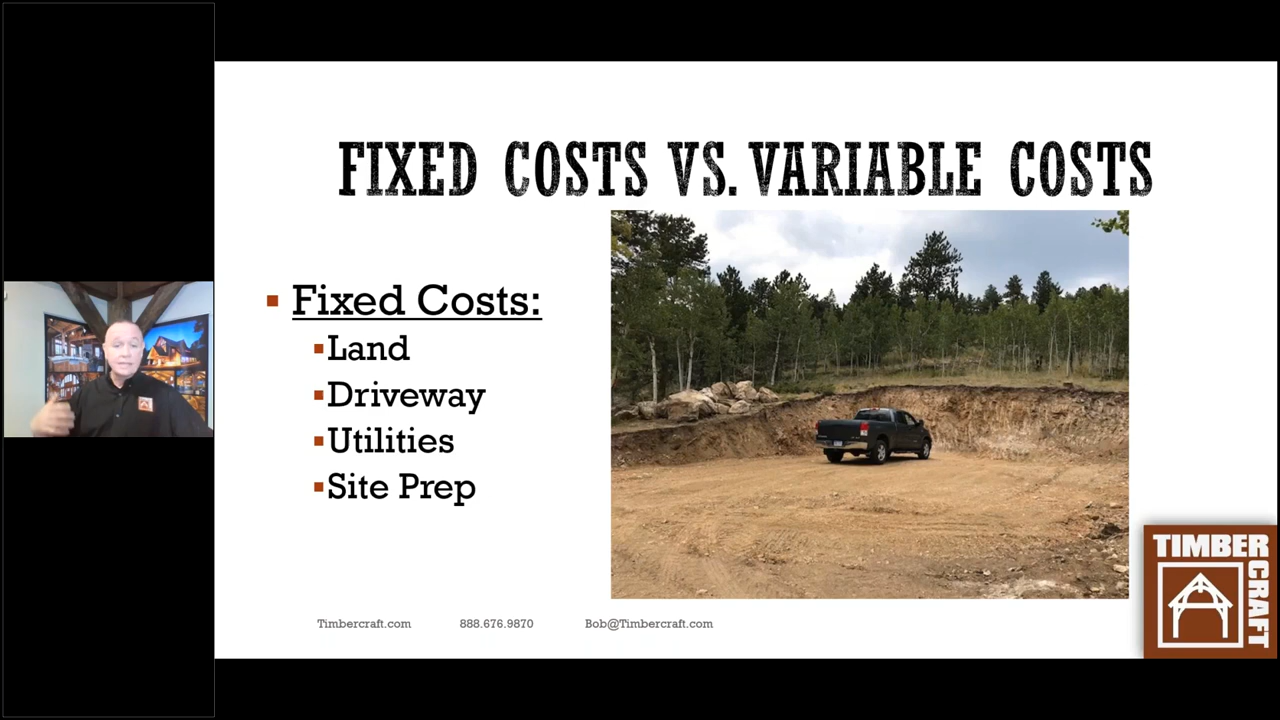 FIXED COSTS VS. VARIABLE COSTS
Fixed Costs:
Land
Driveway
Utilities
Site Prep
Timbercraft.com 888.676.9870 Bob@Timbercraft.com
TIMBER
CRAFT